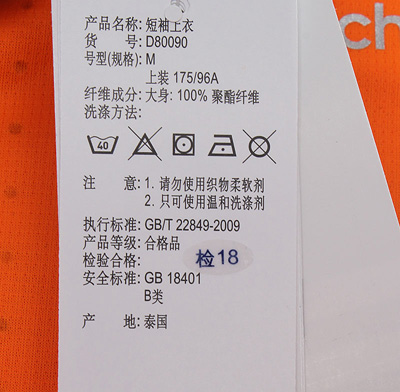 产品名称: 短袖上衣
货 号: D80090
号型(规格): M
上装 175/96A
纤维成分: 大身: 100% 聚酯纤维
洗涤方法:
40
注 意: 1. 请勿使用织物柔软剂
2. 只可使用温和洗涤剂
执行标准: GB/T 22849-2009
产品等级: 合格品
检验合格: 检18
安全标准: GB 18401
B类
产 地: 泰国
ch